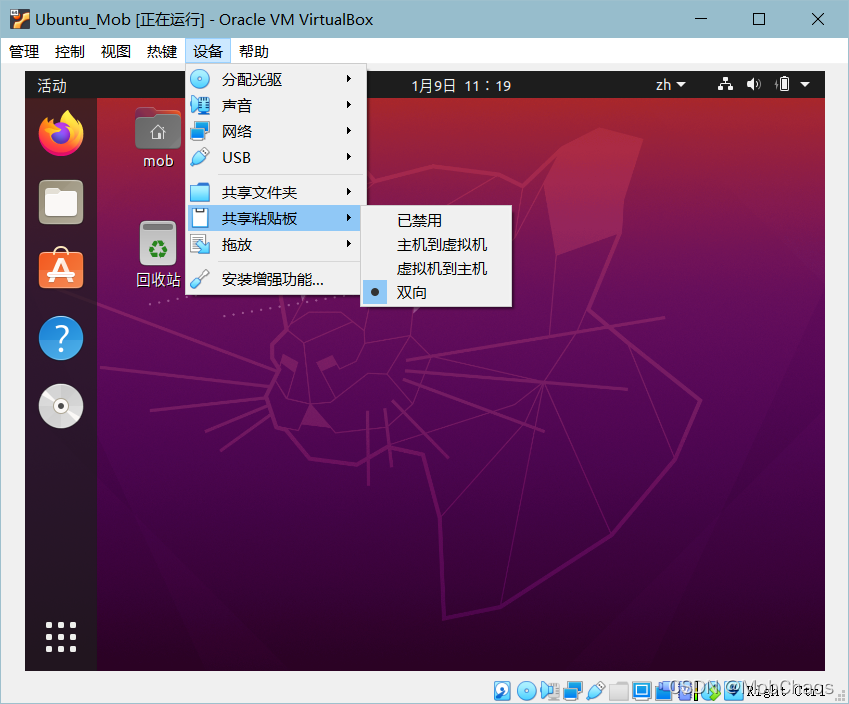 Ubuntu_Mob [正在运行] - Oracle VM VirtualBox
管理 控制 视图 热键 设备 帮助
活动
1月9日 11：19
zh
分配光驱
声音
网络
USB
共享文件夹
共享粘贴板
拖放
安装增强功能...
已禁用
主机到虚拟机
虚拟机到主机
双向
mob
回收站
CSDN @MobChaos
Right Ctrl